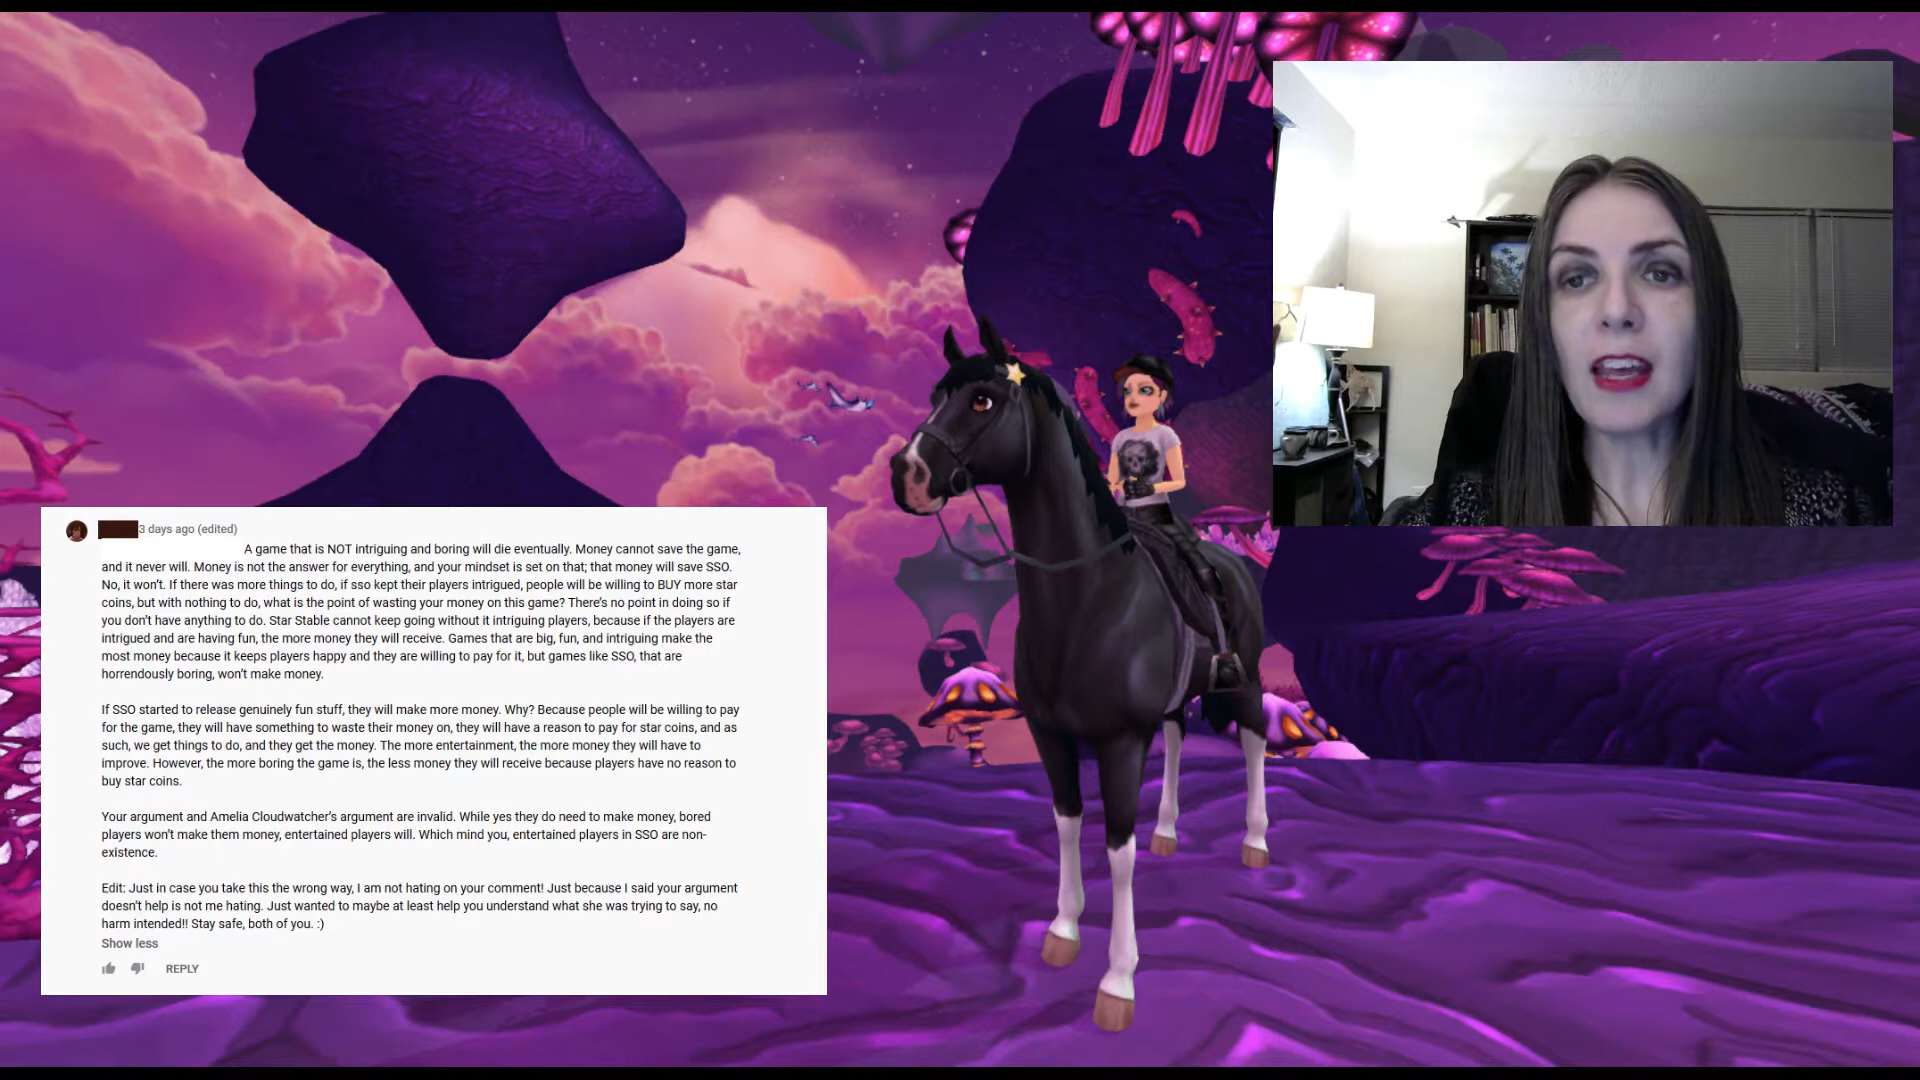 3 days ago (edited)
A game that is NOT intriguing and boring will die eventually. Money cannot save the game,
and it never will. Money is not the answer for everything, and your mindset is set on that; that money will save SSO.
No, it won't. If there was more things to do, if sso kept their players intrigued, people will be willing to BUY more star
coins, but with nothing to do, what is the point of wasting your money on this game? There's no point in doing so if
you don't have anything to do. Star Stable cannot keep going without it intriguing players, because if the players are
intrigued and are having fun, the more money they will receive. Games that are big, fun, and intriguing make the
most money because it keeps players happy and they are willing to pay for it, but games like SSO, that are
horrendously boring, won't make money.
If SSO started to release genuinely fun stuff, they will make more money. Why? Because people will be willing to pay
for the game, they will have something to waste their money on, they will have a reason to pay for star coins, and as
such, we get things to do, and they get the money. The more entertainment, the more money they will have to
improve. However, the more boring the game is, the less money they will receive because players have no reason to
buy star coins.
Your argument and Amelia Cloudwatcher's argument are invalid. While yes they do need to make money, bored
players won't make them money, entertained players will. Which mind you, entertained players in SSO are non-
existence.
Edit: Just in case you take this the wrong way, I am not hating on your comment! Just because I said your argument
doesn't help is not me hating. Just wanted to maybe at least help you understand what she was trying to say, no
harm intended!! Stay safe, both of you. :)
Show less
REPLY